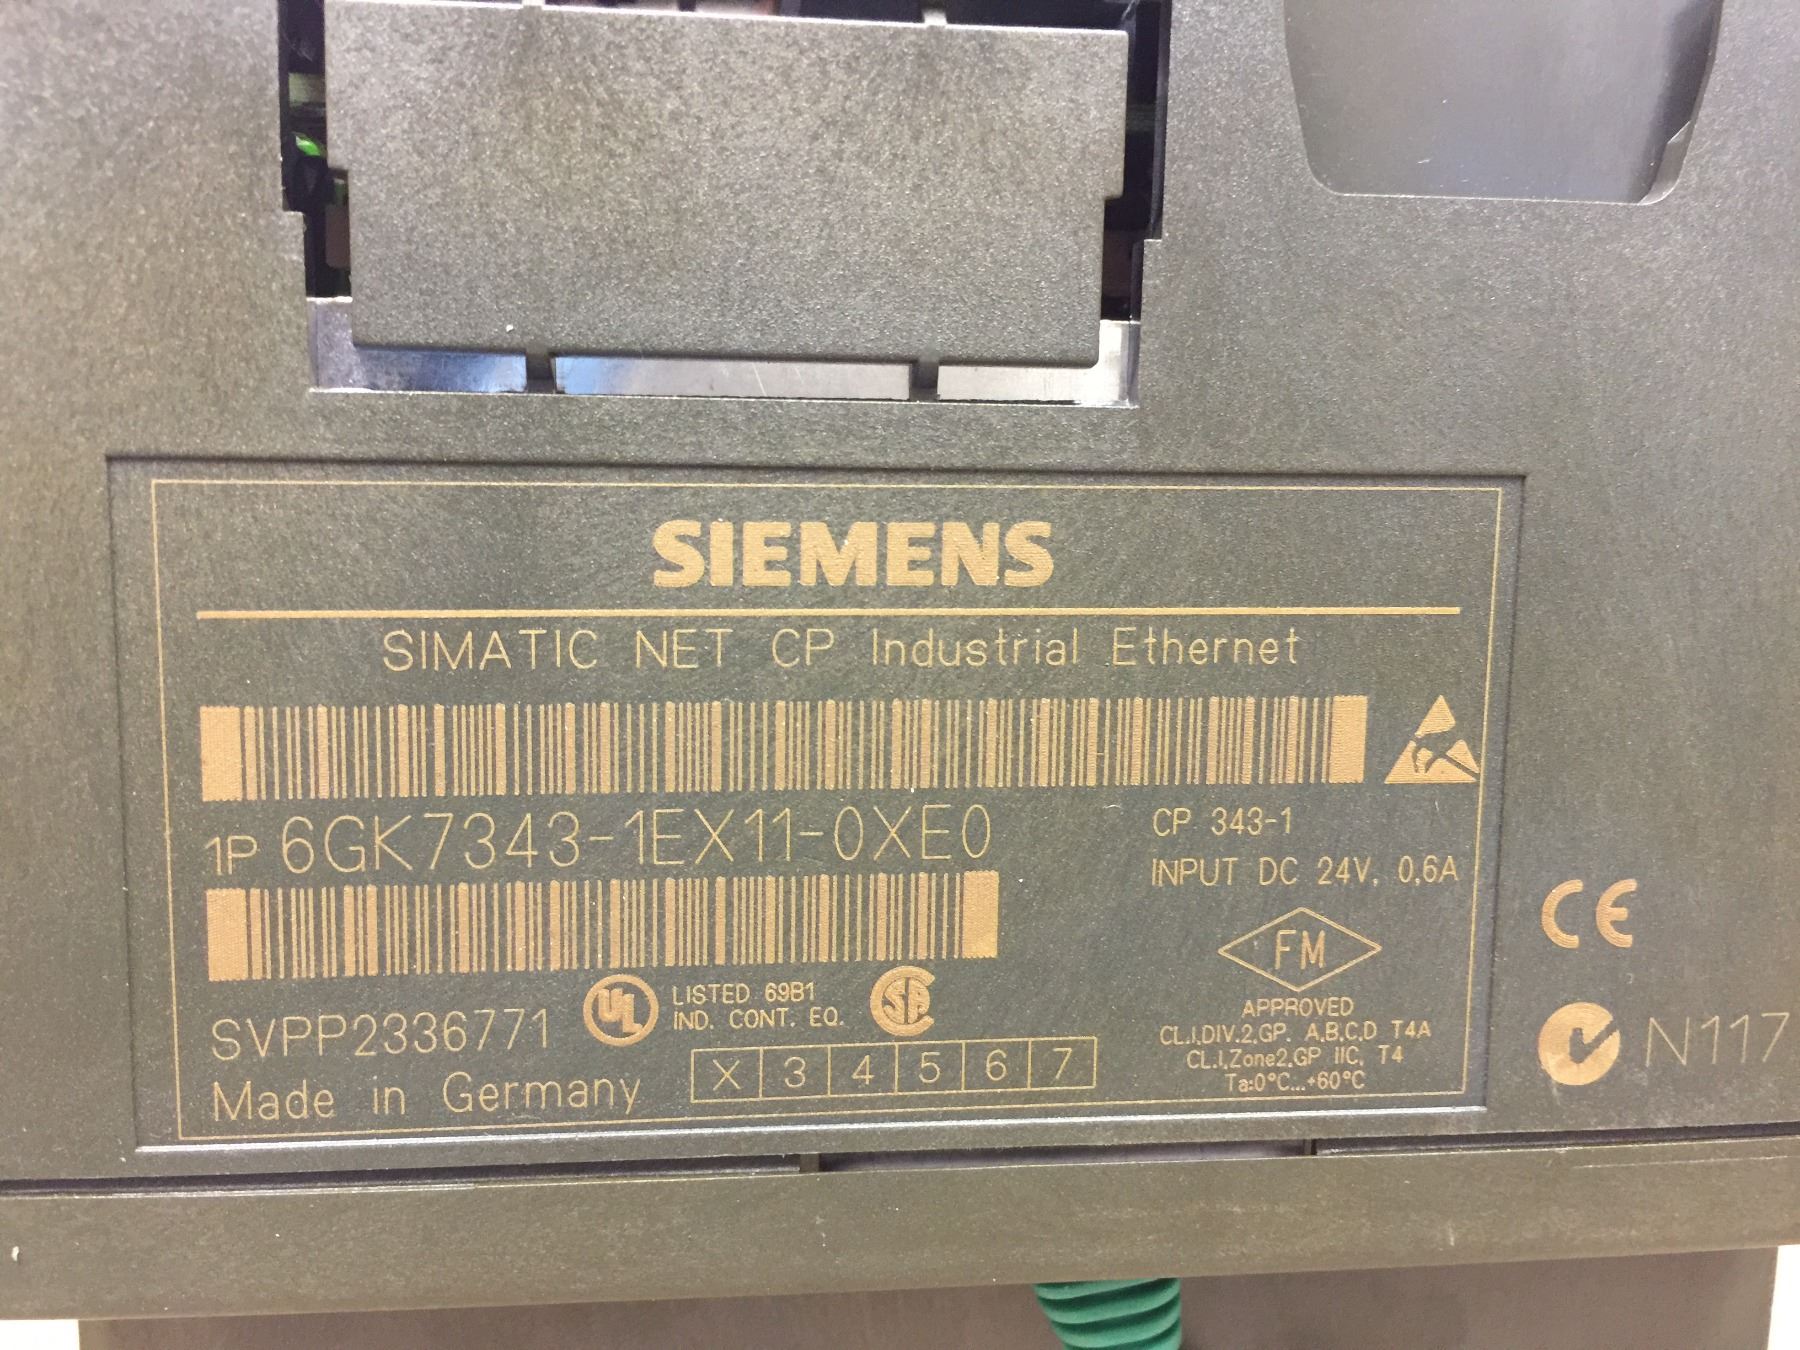 SIEMENS
SIMATIC NET CP Industrial Ethernet
1P 6GK7343-1EX11-0XE0
CP 343-1
INPUT DC 24V, 0,6A
FM
APPROVED
CL.I,DIV.2,GP. A,B,C,D T4A
CL.I,Zone2,GP IIC, T4
Ta:0°C...+60°C
UL LISTED 69B1
IND. CONT. EQ.
SA
SVPP2336771
Made in Germany
X 3 4 5 6 7
CE
N117